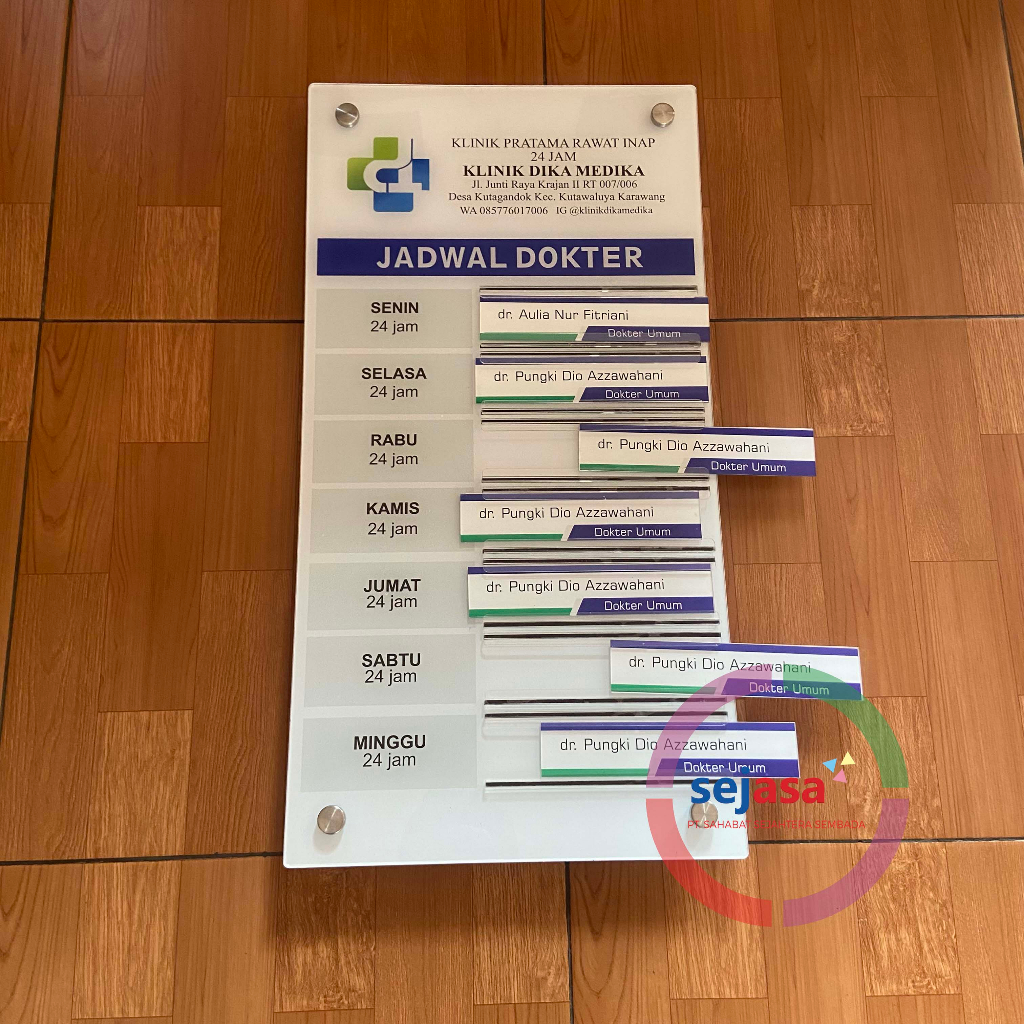 KLINIK PRATAMA RAWAT INAP
24 JAM
KLINIK DIKA MEDIKA
Jl. Junti Raya Krajan II RT 007/006
Desa Kutagandok Kec. Kutawaluya Karawang
WA 085776017006 IG @klinikdikamedika
JADWAL DOKTER
SENIN
24 jam
dr. Aulia Nur Fitriani
Dokter Umum
SELASA
24 jam
dr. Pungki Dio Azzawahani
Dokter Umum
RABU
24 jam
dr. Pungki Dio Azzawahani
Dokter Umum
KAMIS
24 jam
dr. Pungki Dio Azzawahani
Dokter Umum
JUMAT
24 jam
dr. Pungki Dio Azzawahani
Dokter Umum
SABTU
24 jam
dr. Pungki Dio Azzawahani
Dokter Umum
MINGGU
24 jam
dr. Pungki Dio Azzawahani
Dokter Umum
sejasa
PT SAHABAT SEJAHTERA SEMBADA